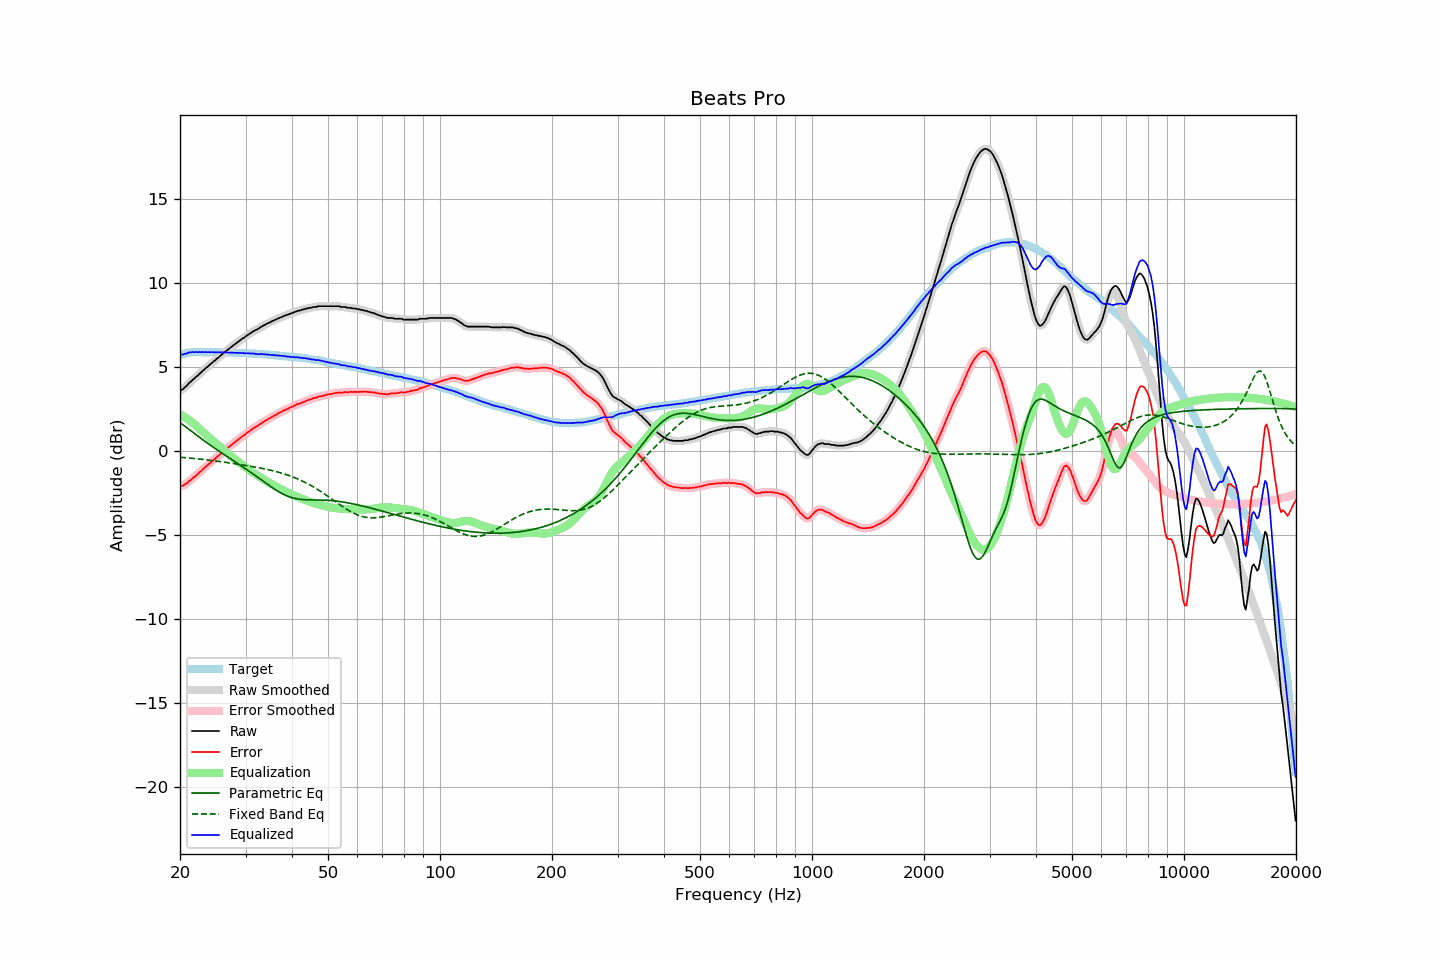 Beats Pro
Amplitude (dBr)
15
10
5
0
−5
−10
−15
−20
Target
Raw Smoothed
Error Smoothed
Raw
Error
Equalization
Parametric Eq
Fixed Band Eq
Equalized
20 50 100 200 500 1000 2000 5000 10000 20000
Frequency (Hz)